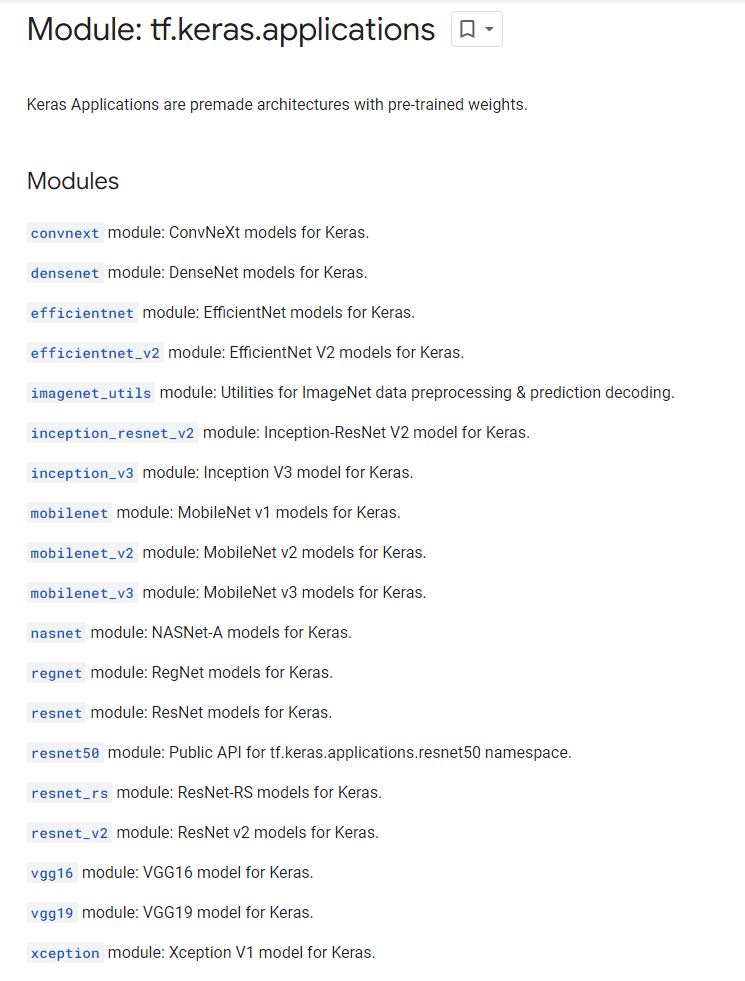 Module: tf.keras.applications
Keras Applications are premade architectures with pre-trained weights.
Modules
convnext module: ConvNeXt models for Keras.
densenet module: DenseNet models for Keras.
efficientnet module: EfficientNet models for Keras.
efficientnet_v2 module: EfficientNet V2 models for Keras.
imagenet_utils module: Utilities for ImageNet data preprocessing & prediction decoding.
inception_resnet_v2 module: Inception-ResNet V2 model for Keras.
inception_v3 module: Inception V3 model for Keras.
mobilenet module: MobileNet v1 models for Keras.
mobilenet_v2 module: MobileNet v2 models for Keras.
mobilenet_v3 module: MobileNet v3 models for Keras.
nasnet module: NASNet-A models for Keras.
regnet module: RegNet models for Keras.
resnet module: ResNet models for Keras.
resnet50 module: Public API for tf.keras.applications.resnet50 namespace.
resnet_rs module: ResNet-RS models for Keras.
resnet_v2 module: ResNet v2 models for Keras.
vgg16 module: VGG16 model for Keras.
vgg19 module: VGG19 model for Keras.
xception module: Xception V1 model for Keras.